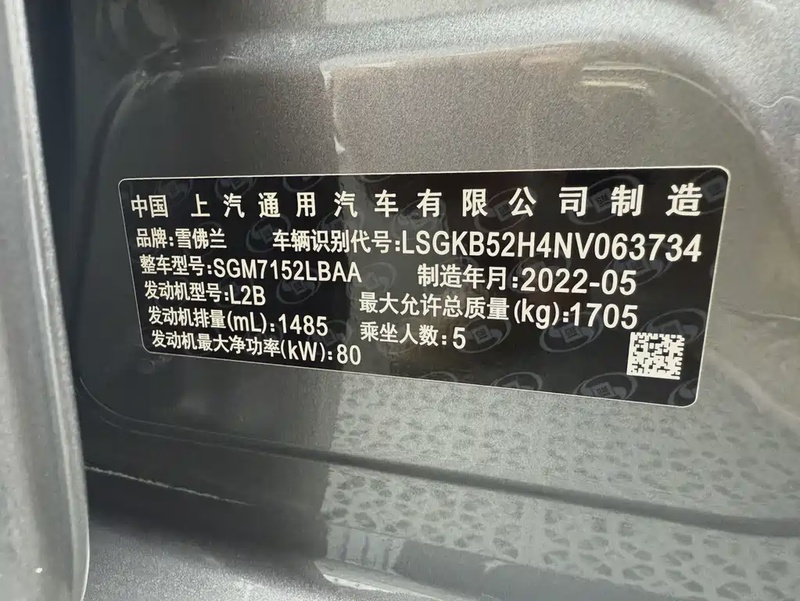 中国 上汽通用汽车有限公司制造
品牌:雪佛兰 车辆识别代号:LSGKB52H4NV063734
整车型号:SGM7152LBAA 制造年月:2022-05
发动机型号:L2B 最大允许总质量(kg):1705
发动机排量(mL):1485 乘坐人数:5
发动机最大净功率(kW):80